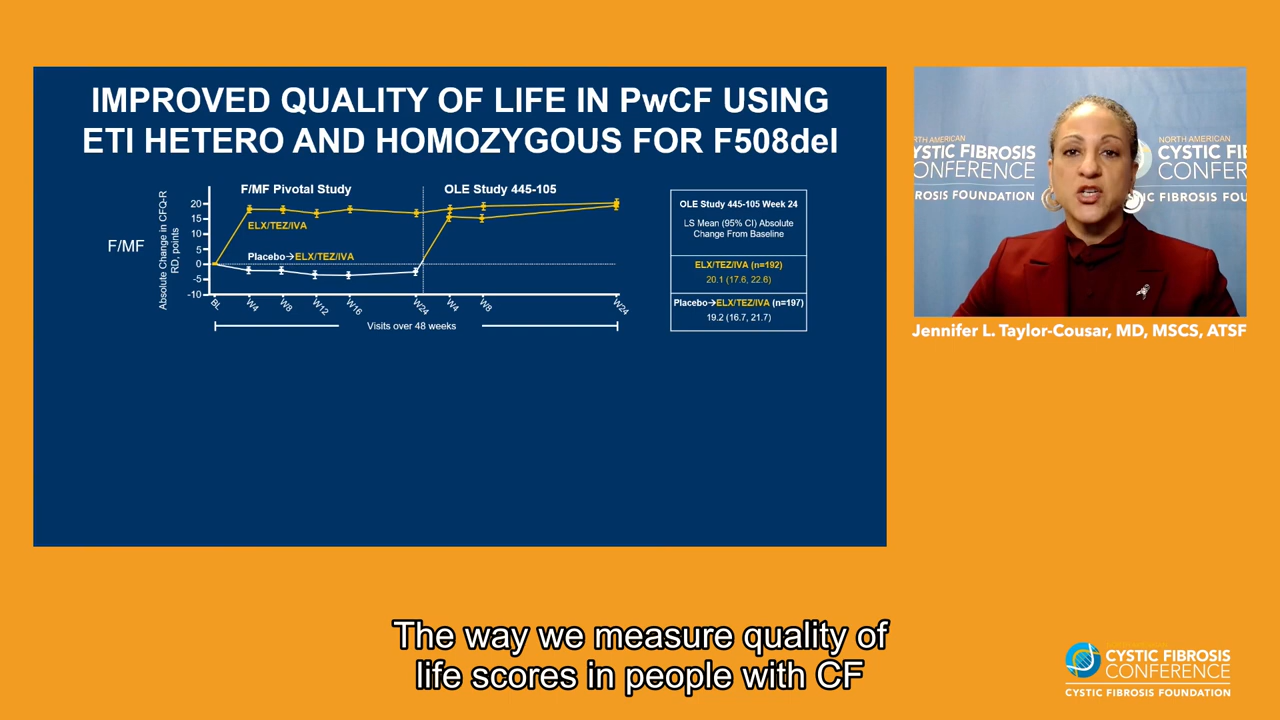 IMPROVED QUALITY OF LIFE IN PwCF USING
ETI HETERO AND HOMOZYGOUS FOR F508del
F/MF Pivotal Study
OLE Study 445-105
F/MF
Absolute Change in CFQ-R
RD, points
20
15
10
5
0
-5
-10
ELX/TEZ/IVA
Placebo→ELX/TEZ/IVA
BL
W4
W8
W12
W16
W24
W4
W8
W24
Visits over 48 weeks
OLE Study 445-105 Week 24
LS Mean (95% CI) Absolute
Change From Baseline
ELX/TEZ/IVA (n=192)
20.1 (17.6, 22.6)
Placebo→ELX/TEZ/IVA (n=197)
19.2 (16.7, 21.7)
RTH AMERICAN
YSTIC FIBROSIS
CONFERENCE
ROSIS FOUNDATION
NORTH AMERICAN
CYSTIC FI
CONFE
CYSTIC FIBROSIS FO
Jennifer L. Taylor-Cousar, MD, MSCS, ATSF
The way we measure quality of
life scores in people with CF
CYSTIC FIBROSIS
CONFERENCE
CYSTIC FIBROSIS FOUNDATION